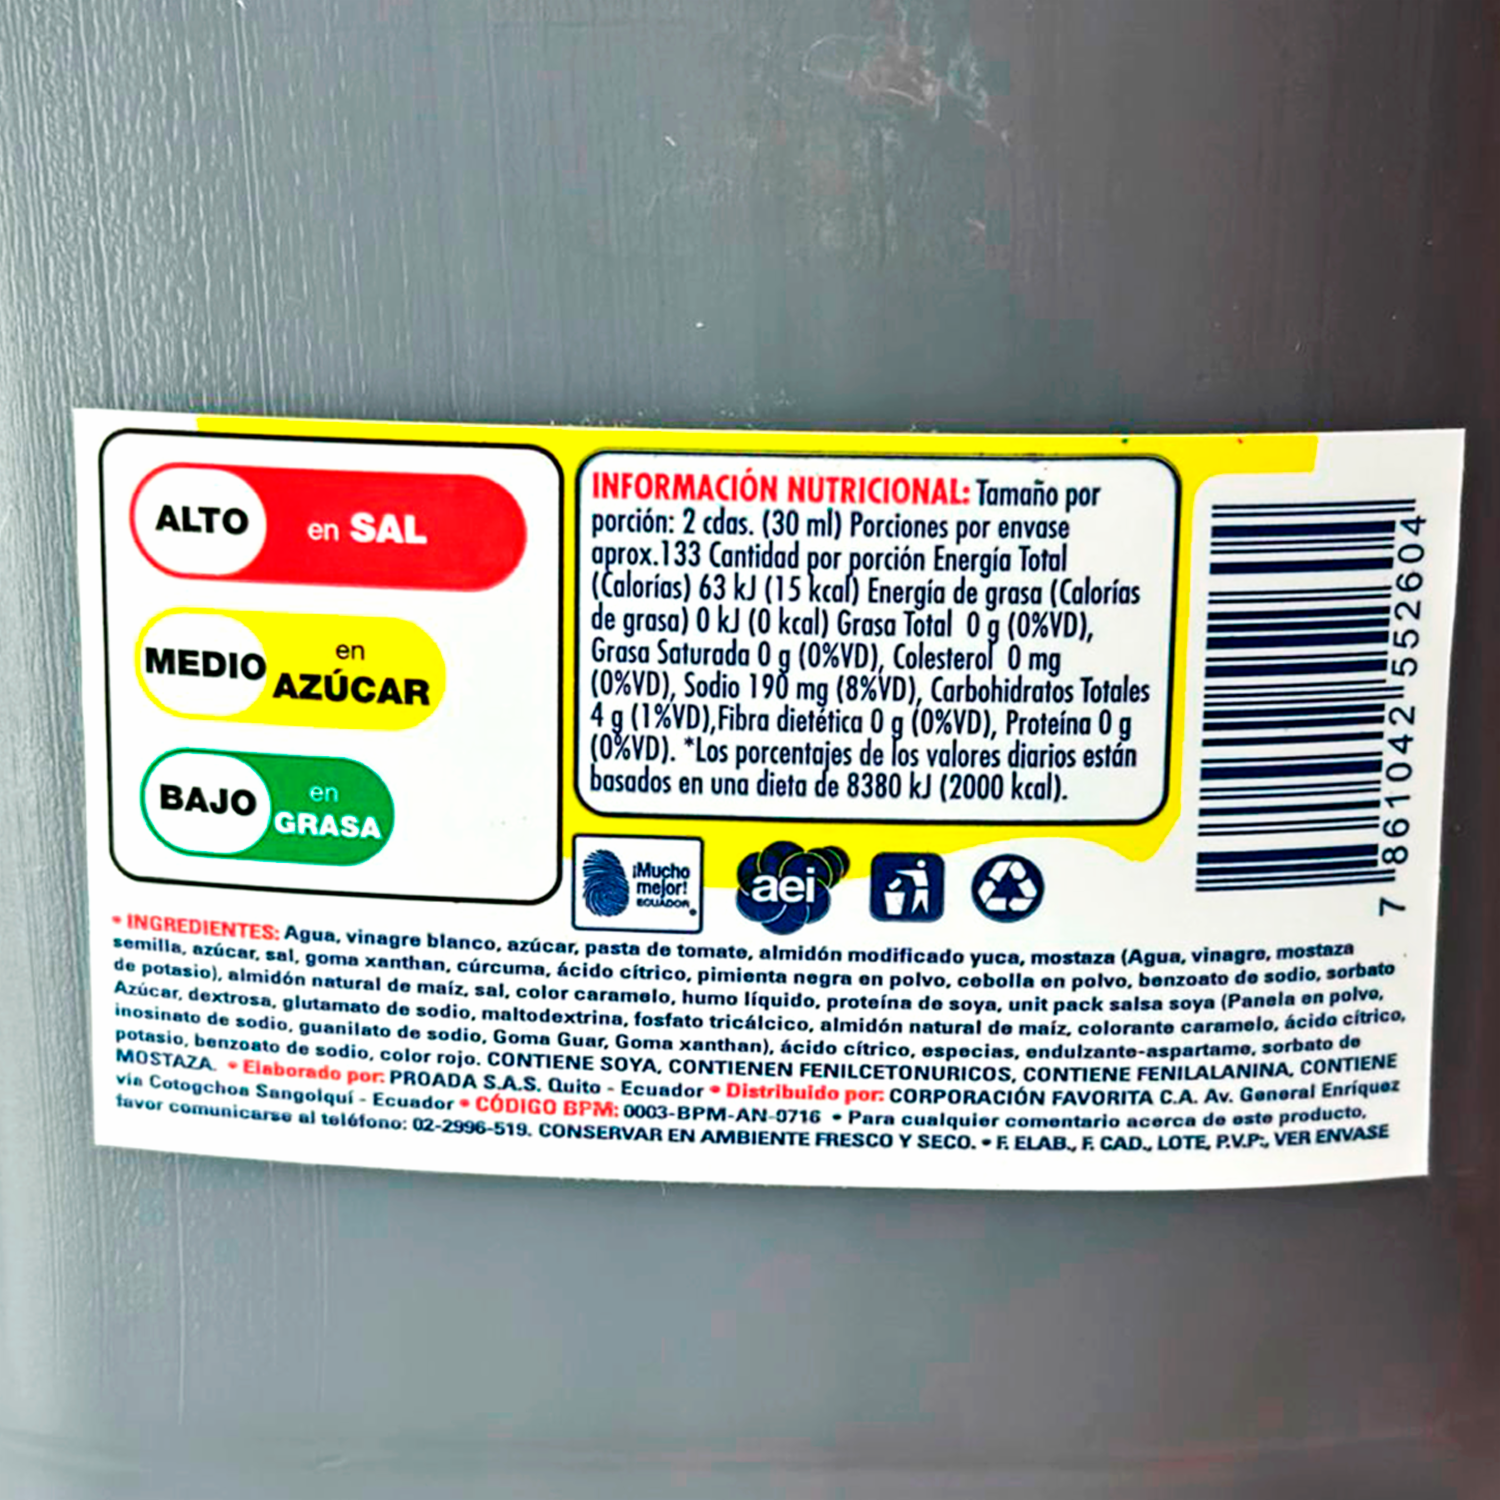 ALTO en SAL
MEDIO en AZÚCAR
BAJO en GRASA
INFORMACIÓN NUTRICIONAL: Tamaño por
porción: 2 cdas. (30 ml) Porciones por envase
aprox.133 Cantidad por porción Energía Total
(Calorías) 63 kJ (15 kcal) Energía de grasa (Calorías
de grasa) 0 kJ (0 kcal) Grasa Total 0 g (0%VD),
Grasa Saturada 0 g (0%VD), Colesterol 0 mg
(0%VD), Sodio 190 mg (8%VD), Carbohidratos Totales
4 g (1%VD),Fibra dietética 0 g (0%VD), Proteína 0 g
(0%VD). *Los porcentajes de los valores diarios están
basados en una dieta de 8380 kJ (2000 kcal).
7 861042 552604
¡Mucho
mejor!
ECUADOR
aei
• INGREDIENTES: Agua, vinagre blanco, azúcar, pasta de tomate, almidón modificado yuca, mostaza (Agua, vinagre, mostaza
semilla, azúcar, sal, goma xanthan, cúrcuma, ácido cítrico, pimienta negra en polvo, cebolla en polvo, benzoato de sodio, sorbato
de potasio), almidón natural de maíz, sal, color caramelo, humo líquido, proteína de soya, unit pack salsa soya (Panela en polvo,
Azúcar, dextrosa, glutamato de sodio, maltodextrina, fosfato tricálcico, almidón natural de maíz, colorante caramelo, ácido cítrico,
inosinato de sodio, guanilato de sodio, Goma Guar, Goma xanthan), ácido cítrico, especias, endulzante-aspartame, sorbato de
potasio, benzoato de sodio, color rojo. CONTIENE SOYA, CONTIENEN FENILCETONURICOS, CONTIENE FENILALANINA, CONTIENE
MOSTAZA. • Elaborado por: PROADA S.A.S. Quito - Ecuador • Distribuido por: CORPORACIÓN FAVORITA C.A. Av. General Enríquez
vía Cotogchoa Sangolquí - Ecuador • CÓDIGO BPM: 0003-BPM-AN-0716 • Para cualquier comentario acerca de este producto,
favor comunicarse al teléfono: 02-2996-519. CONSERVAR EN AMBIENTE FRESCO Y SECO. • F. ELAB., F. CAD., LOTE, P.V.P:, VER ENVASE